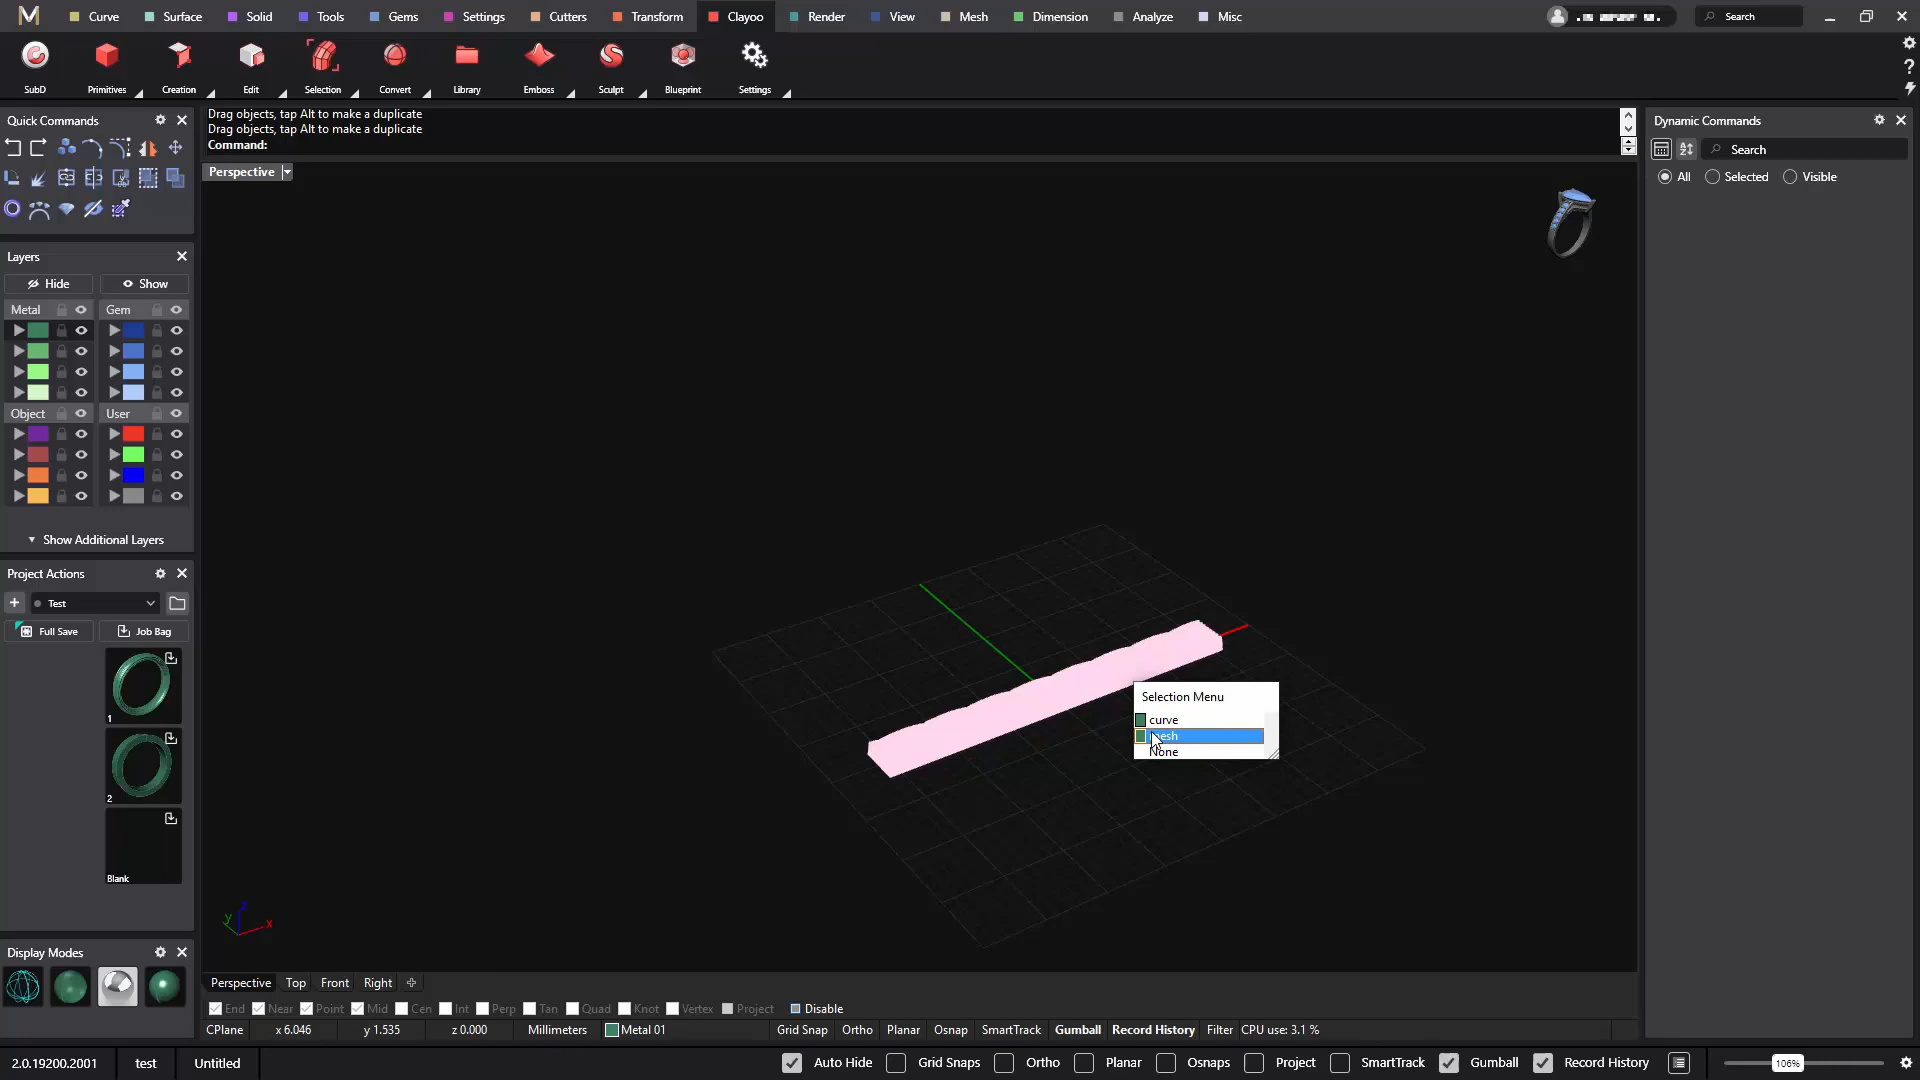 Curve Surface Solid Tools Gems Settings Cutters Transform Clayoo Render View Mesh Dimension Analyze Misc Search
SubD Primitives Creation Edit Selection Convert Library Emboss Sculpt Blueprint Settings
Quick Commands
Drag objects, tap Alt to make a duplicate
Drag objects, tap Alt to make a duplicate
Command:
Perspective
Dynamic Commands
Search
All Selected Visible
Layers
Hide Show
Metal Gem
Object User
Show Additional Layers
Project Actions
Test
Full Save Job Bag
1
2
Blank
Selection Menu
curve
None
z
y
x
Display Modes
Perspective Top Front Right
End Near Point Mid Cen Int Perp Tan Quad Knot Vertex Project Disable
CPlane x 6.046 y 1.535 z 0.000 Millimeters Metal 01 Grid Snap Ortho Planar Osnap SmartTrack Gumball Record History Filter CPU use: 3.1 %
2.0.19200.2001 test Untitled Auto Hide Grid Snaps Ortho Planar Osnaps Project SmartTrack Gumball Record History 106%